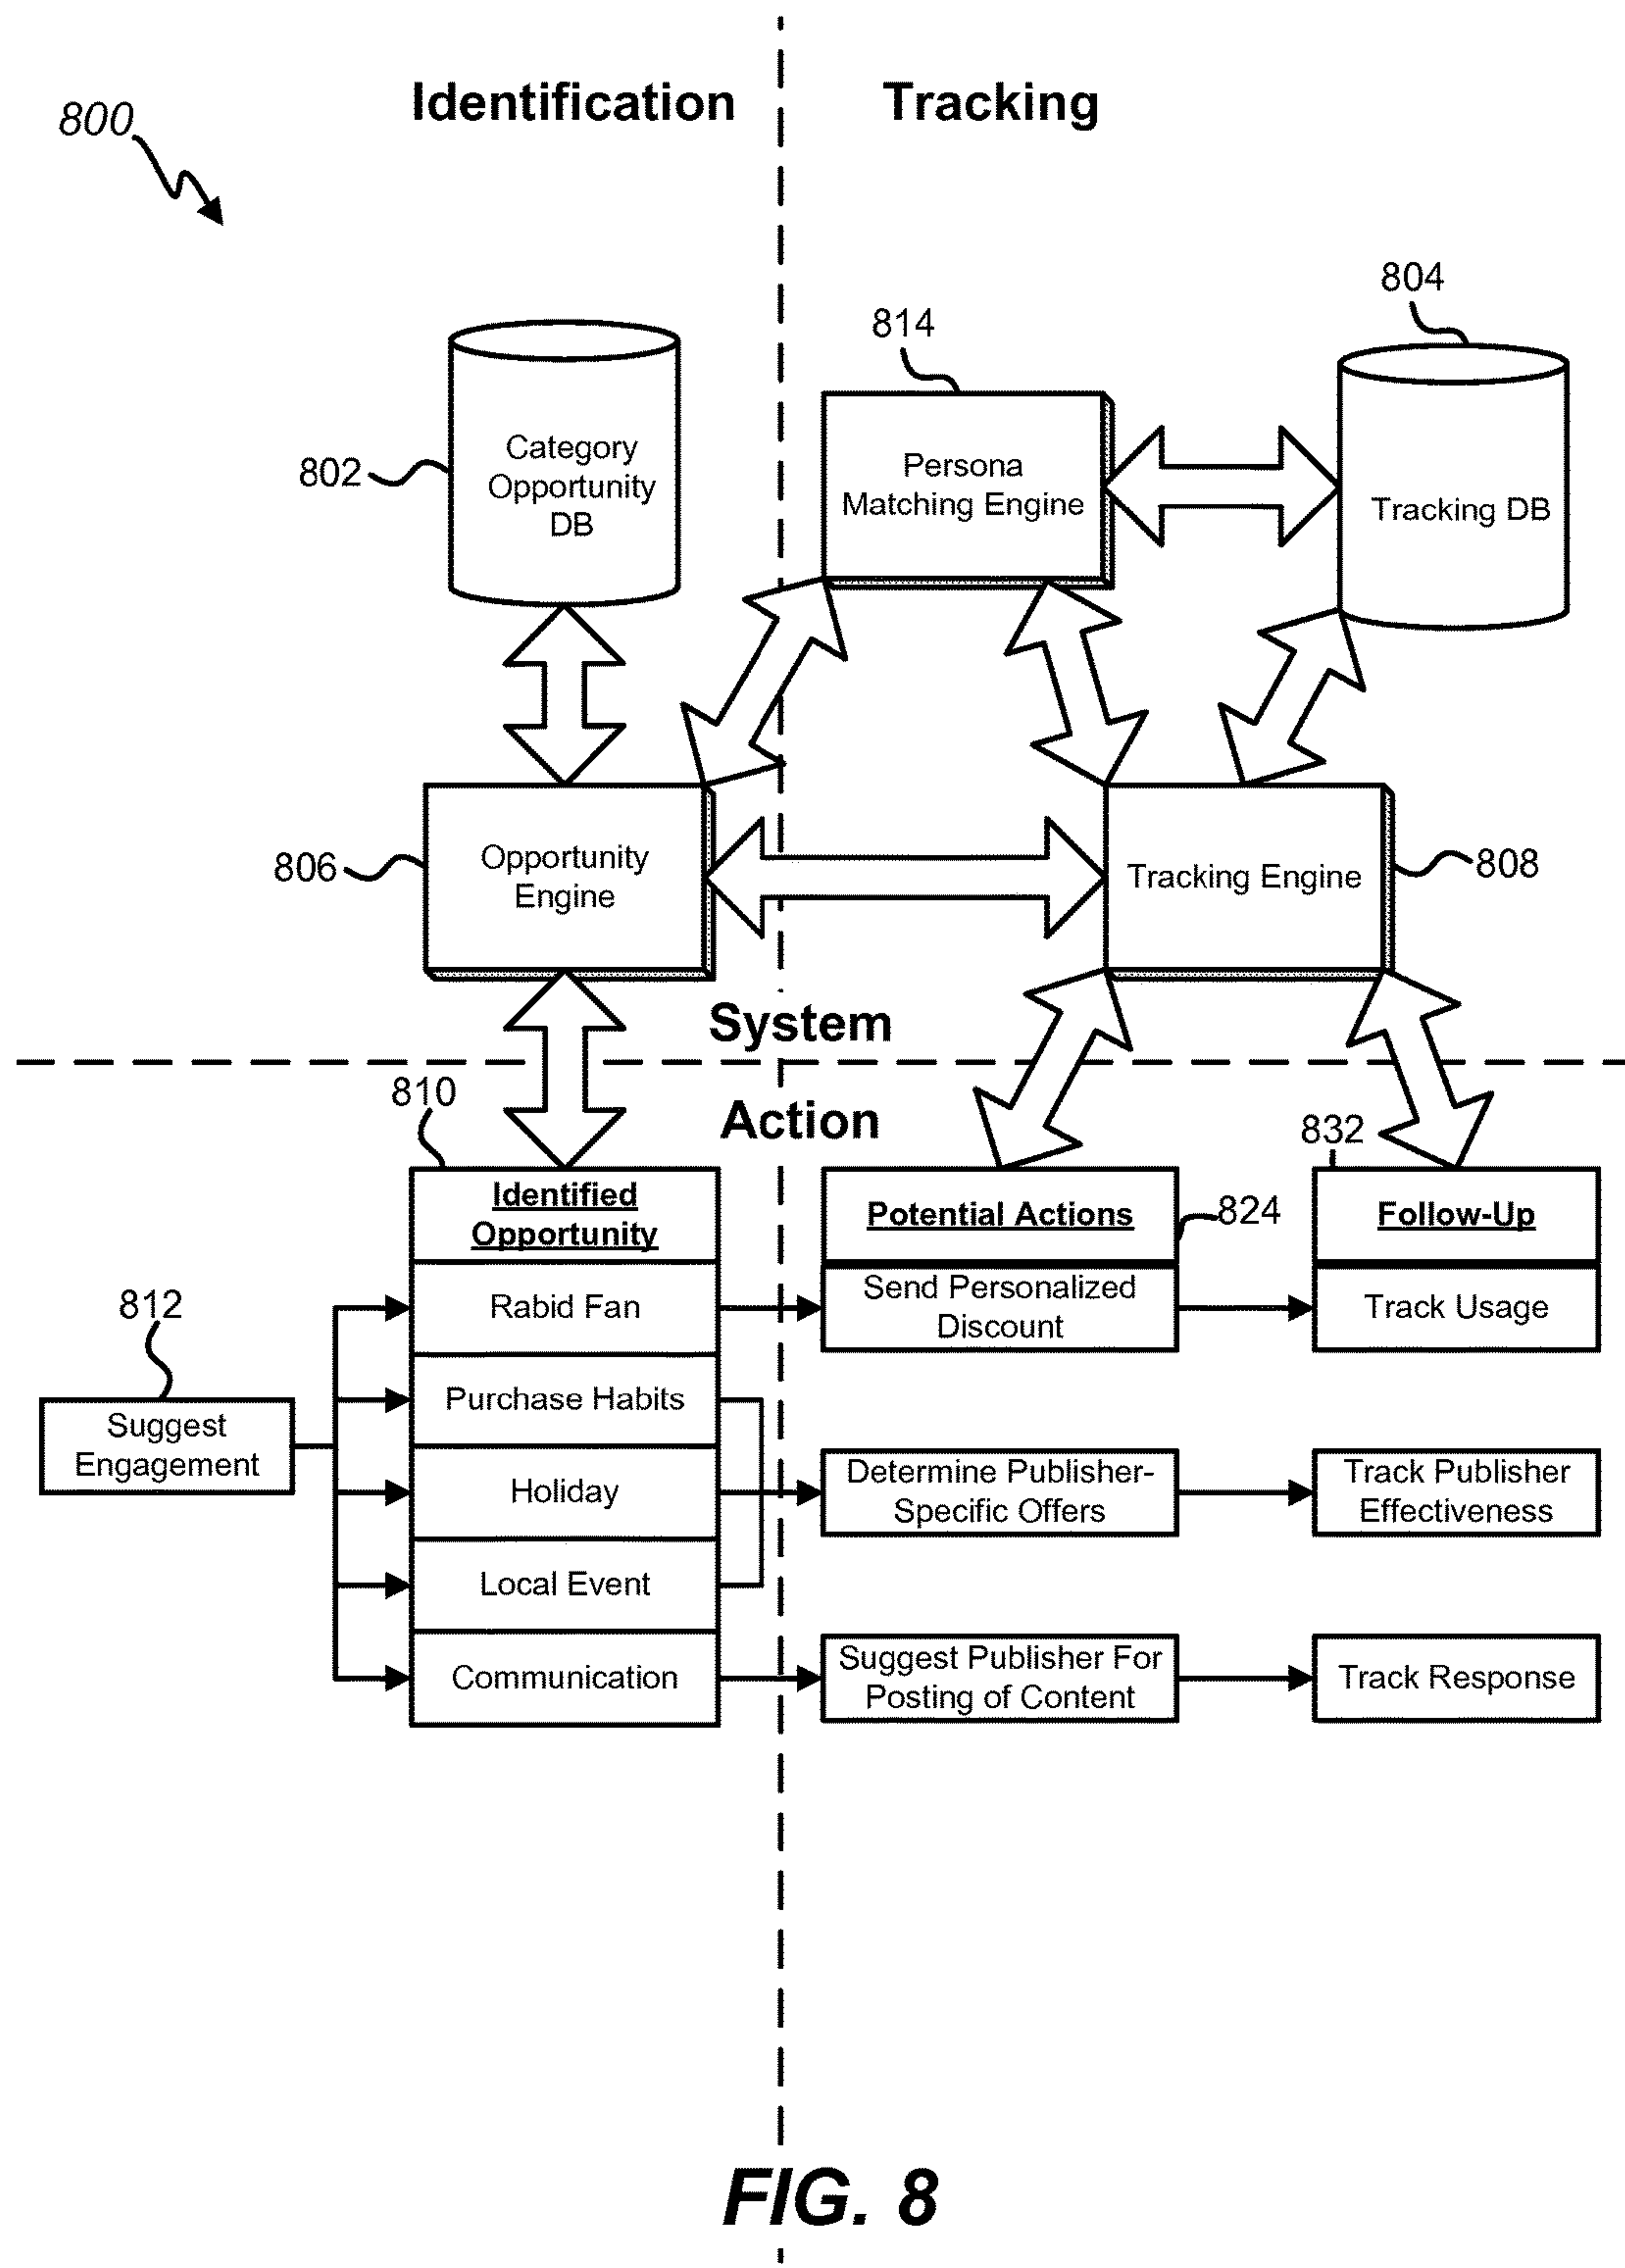 Identification
Tracking
800
804
814
Category
Opportunity
DB
802
Persona
Matching Engine
Tracking DB
Opportunity
Engine
806
Tracking Engine
808
System
810
Action
832
Identified
Opportunity
Potential Actions
824
Follow-Up
812
Rabid Fan
Send Personalized
Discount
Track Usage
Suggest
Engagement
Purchase Habits
Holiday
Determine Publisher-
Specific Offers
Track Publisher
Effectiveness
Local Event
Communication
Suggest Publisher For
Posting of Content
Track Response
FIG. 8